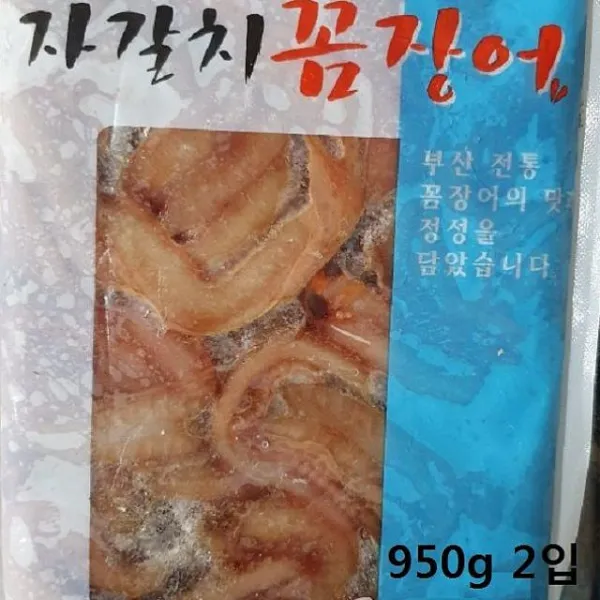 자갈치 꼼장어
부산 전통
꼼장어의 맛과
정성을
담았습니다
950g 2입